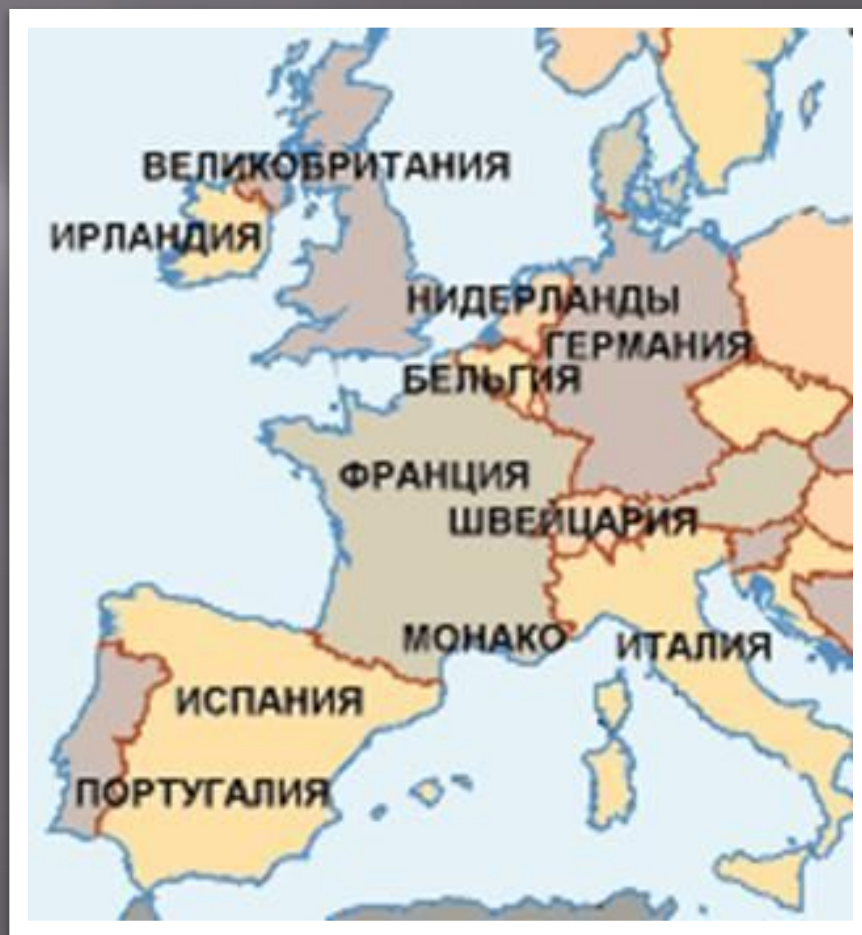 ВЕЛИКОБРИТАНИЯ
ИРЛАНДИЯ
НИДЕРЛАНДЫ
ГЕРМАНИЯ
БЕЛЬГИЯ
ФРАНЦИЯ
ШВЕЙЦАРИЯ
МОНАКО
ИТАЛИЯ
ИСПАНИЯ
ПОРТУГАЛИЯ